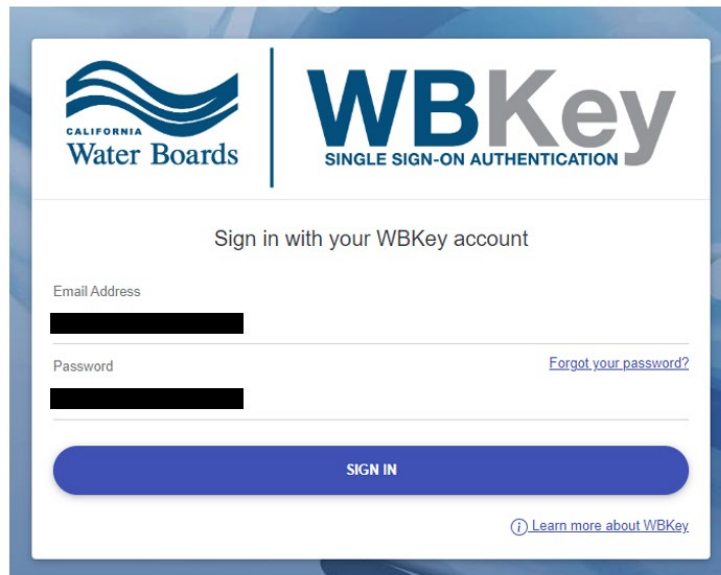 CALIFORNIA
Water Boards
WBKey
SINGLE SIGN-ON AUTHENTICATION
Sign in with your WBKey account
Email Address
Password
Forgot your password?
SIGN IN
Learn more about WBKey